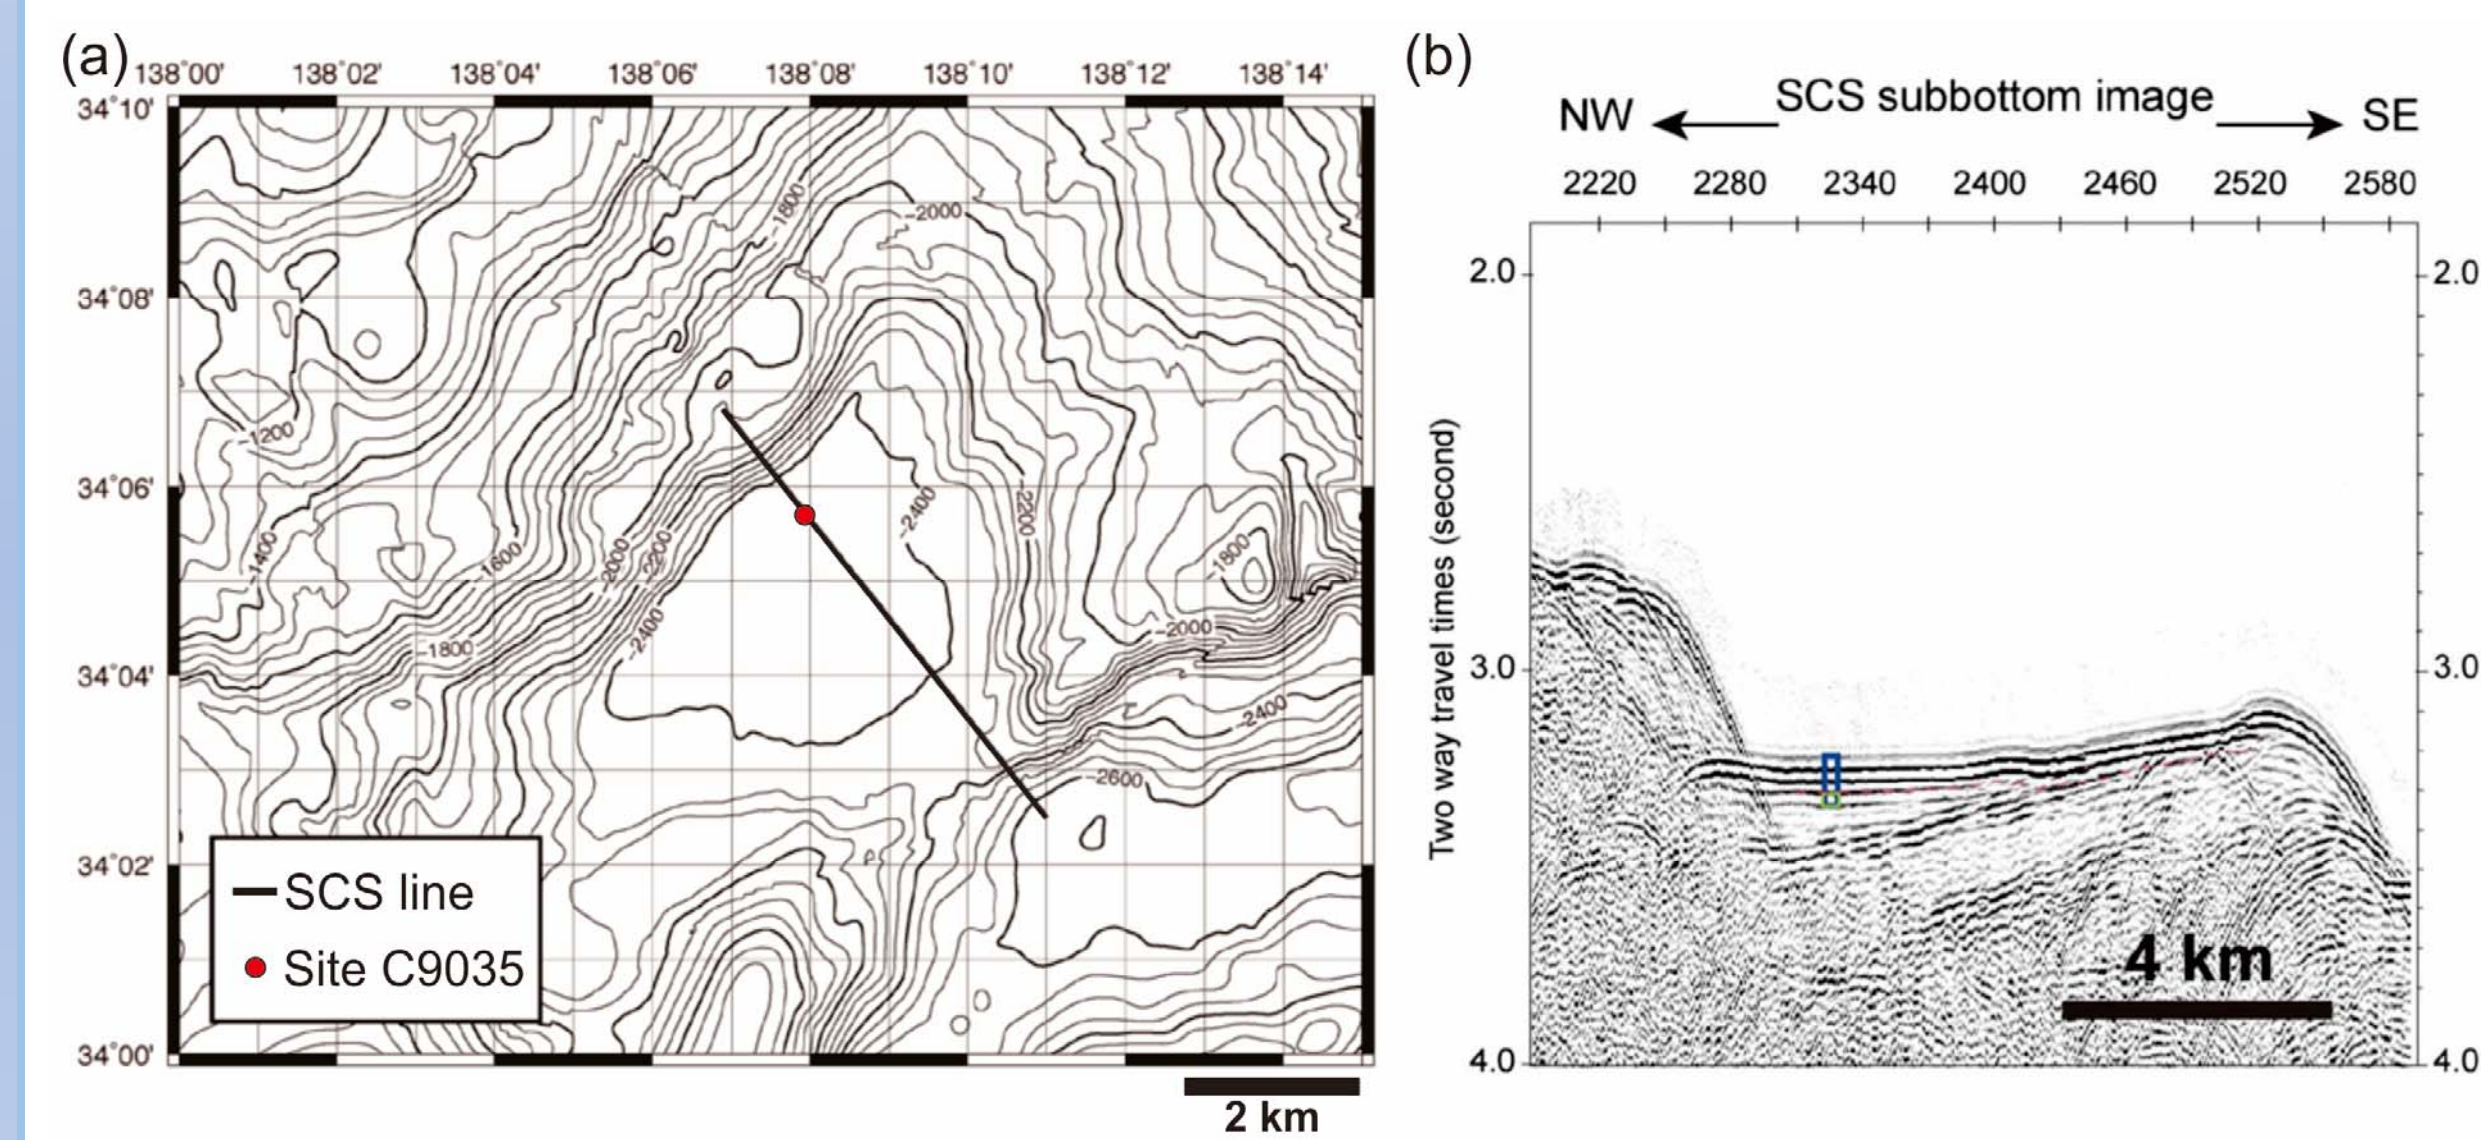 (a)
138°00' 138°02' 138°04' 138°06' 138°08' 138°10' 138°12' 138°14'
34°10'
34°08'
34°06'
34°04'
34°02'
34°00'
-1800
-2000
-1200
-2400
-2200
-1400
-1600
-2000
-2200
-1800
-2400
-1800
-2000
-2400
-2600
SCS line
Site C9035
2 km
(b)
SCS subbottom image
NW SE
2220 2280 2340 2400 2460 2520 2580
Two way travel times (second)
2.0 2.0
3.0 3.0
4 km
4.0 4.0